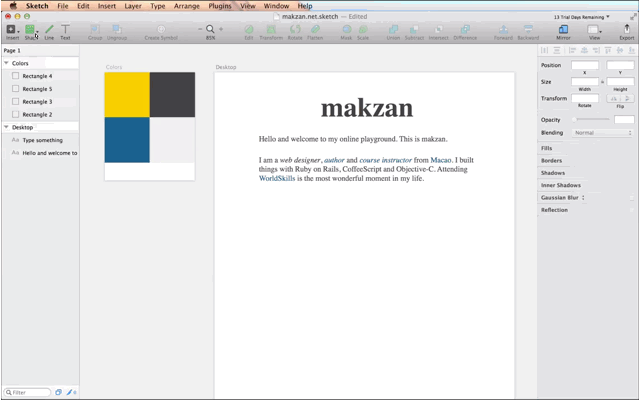 Sketch File Edit Insert Layer Type Arrange Plugins View Window Help
makzan.net.sketch — Edited
13 Trial Days Remaining
Insert Shape Line Text Group Ungroup Create Symbol 85% Edit Transform Rotate Flatten Mask Scale Union Subtract Intersect Difference Forward Backward Mirror View Export
Page 1
Colors
Rectangle 4
Rectangle 5
Rectangle 3
Rectangle 2
Desktop
Aa Type something
Aa Hello and welcome to
Filter
6
Colors
Desktop
makzan
Hello and welcome to my online playground. This is makzan.
I am a web designer, author and course instructor from Macao. I built
things with Ruby on Rails, CoffeeScript and Objective-C. Attending
WorldSkills is the most wonderful moment in my life.
Position
X Y
Size
Width Height
Transform
Rotate Flip
Opacity
Blending Normal
Fills
Borders
Shadows
Inner Shadows
Gaussian Blur
Reflection